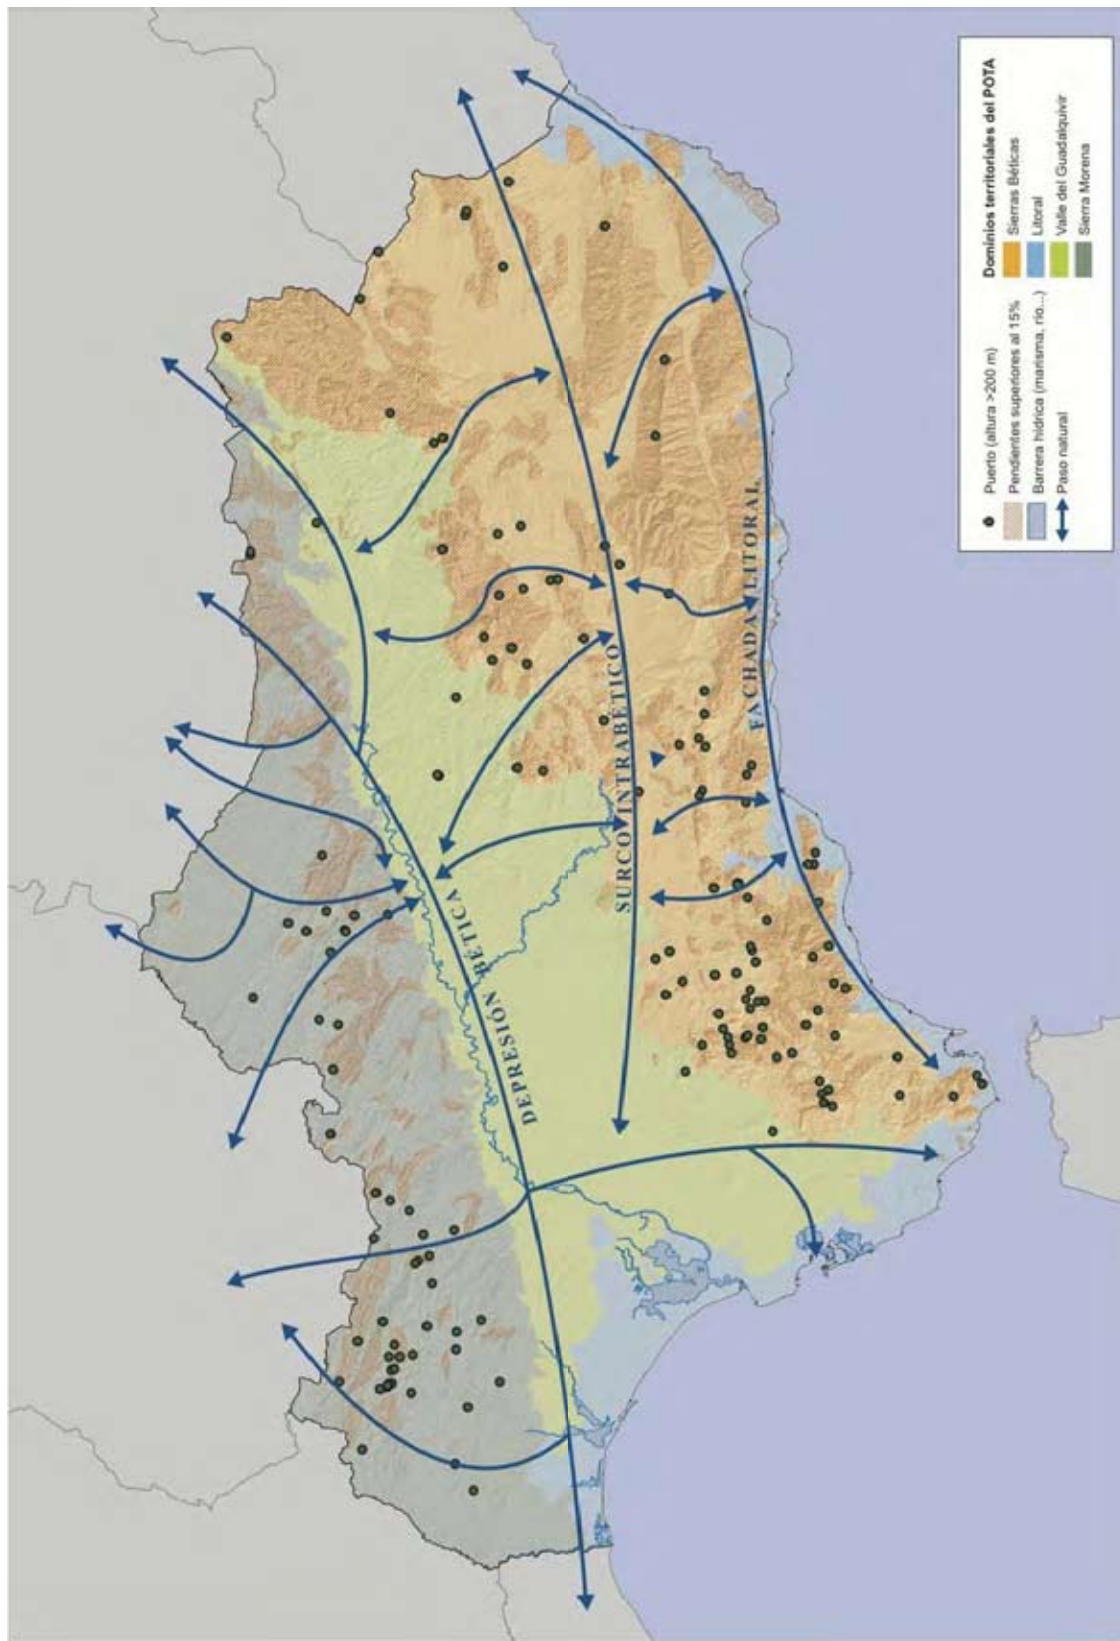 DEPRESIÓN BÉTICA
SURCO INTRABÉTICO
FACHADA LITORAL
Puerto (altura >200 m)
Pendientes superiores al 15%
Barrera hídrica (marisma, río...)
Paso natural
Dominios territoriales del POTA
Sierras Béticas
Litoral
Valle del Guadalquivir
Sierra Morena